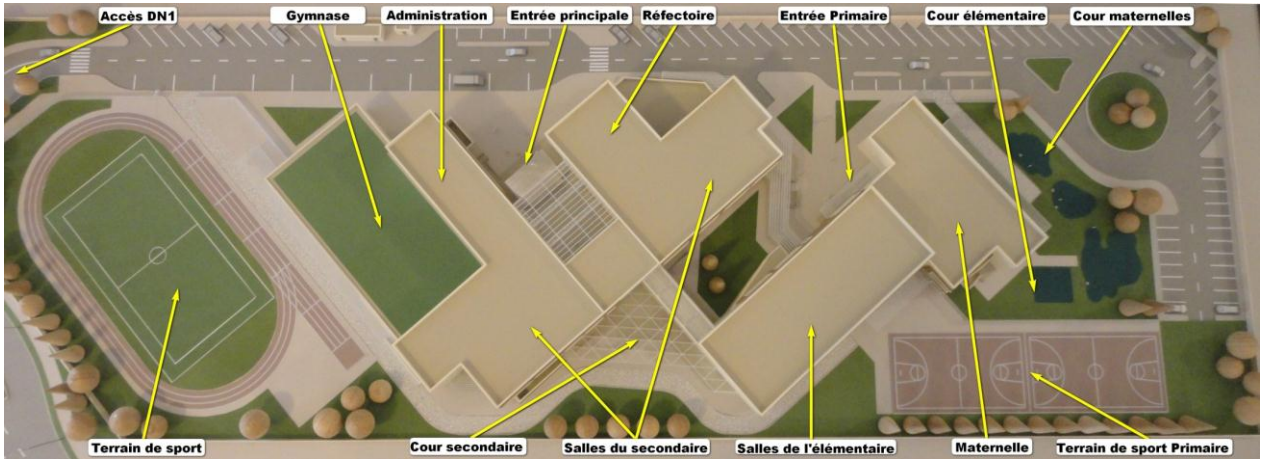 Accès DN1
Gymnase
Administration
Entrée principale
Réfectoire
Entrée Primaire
Cour élémentaire
Cour maternelles
Terrain de sport
Cour secondaire
Salles du secondaire
Salles de l'élémentaire
Maternelle
Terrain de sport Primaire